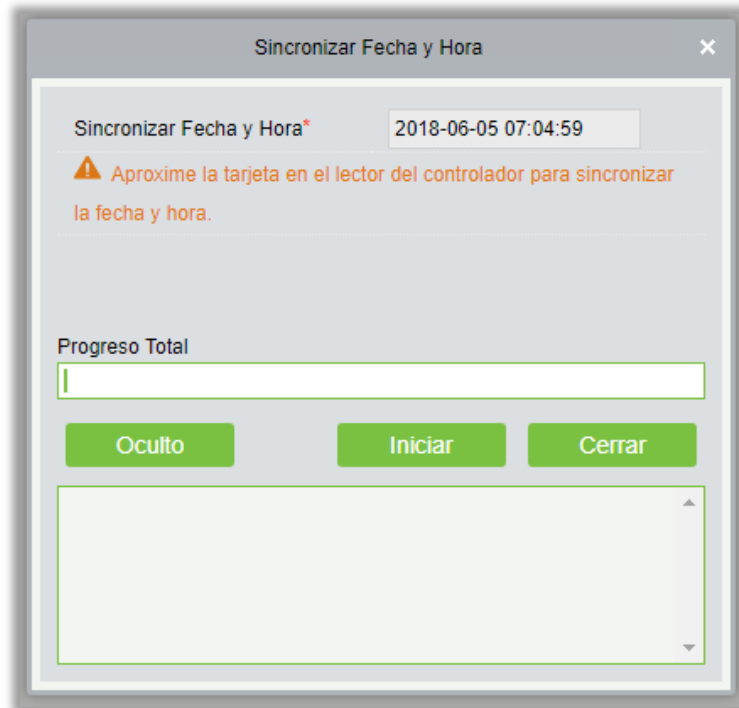 Sincronizar Fecha y Hora
Sincronizar Fecha y Hora* 2018-06-05 07:04:59
Aproxime la tarjeta en el lector del controlador para sincronizar
la fecha y hora.
Progreso Total
Oculto Iniciar Cerrar